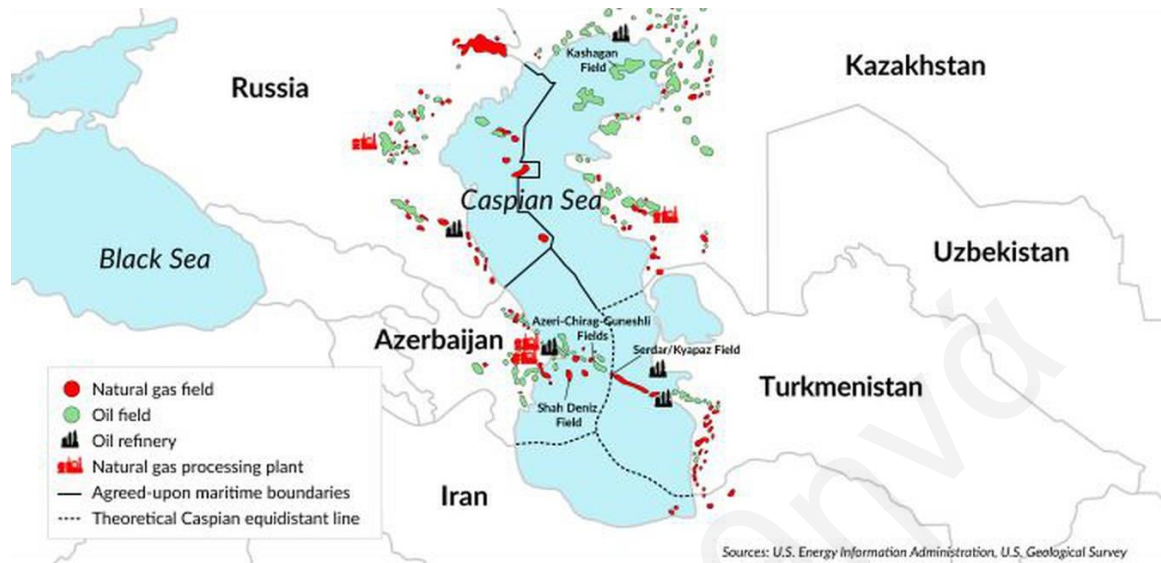 Kashagan
Field
Russia
Kazakhstan
Caspian Sea
Black Sea
Uzbekistan
Azeri-Chirag-Guneshli
Fields
Azerbaijan
Serdar/Kyapaz Field
Turkmenistan
Shah Deniz
Field
Iran
Natural gas field
Oil field
Oil refinery
Natural gas processing plant
Agreed-upon maritime boundaries
Theoretical Caspian equidistant line
Sources: U.S. Energy Information Administration, U.S. Geological Survey